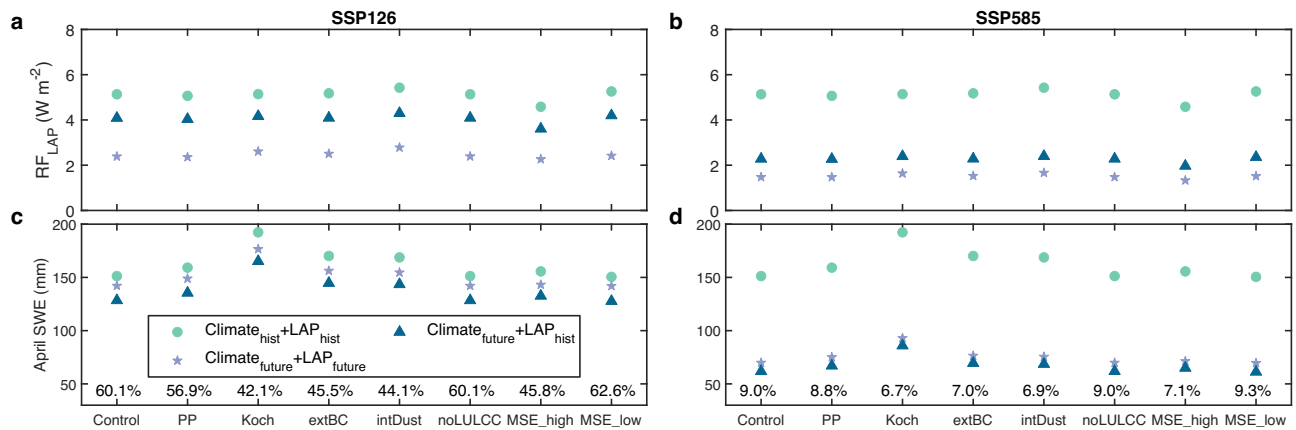 a
SSP126
b
SSP585
8
6
4
2
0
RF_LAP (W m⁻²)
8
6
4
2
0
c
200
150
100
50
April SWE (mm)
Climate_hist+LAP_hist
Climate_future+LAP_hist
Climate_future+LAP_future
60.1% 56.9% 42.1% 45.5% 44.1% 60.1% 45.8% 62.6%
Control PP Koch extBC intDust noLULCC MSE_high MSE_low
d
200
150
100
50
9.0% 8.8% 6.7% 7.0% 6.9% 9.0% 7.1% 9.3%
Control PP Koch extBC intDust noLULCC MSE_high MSE_low